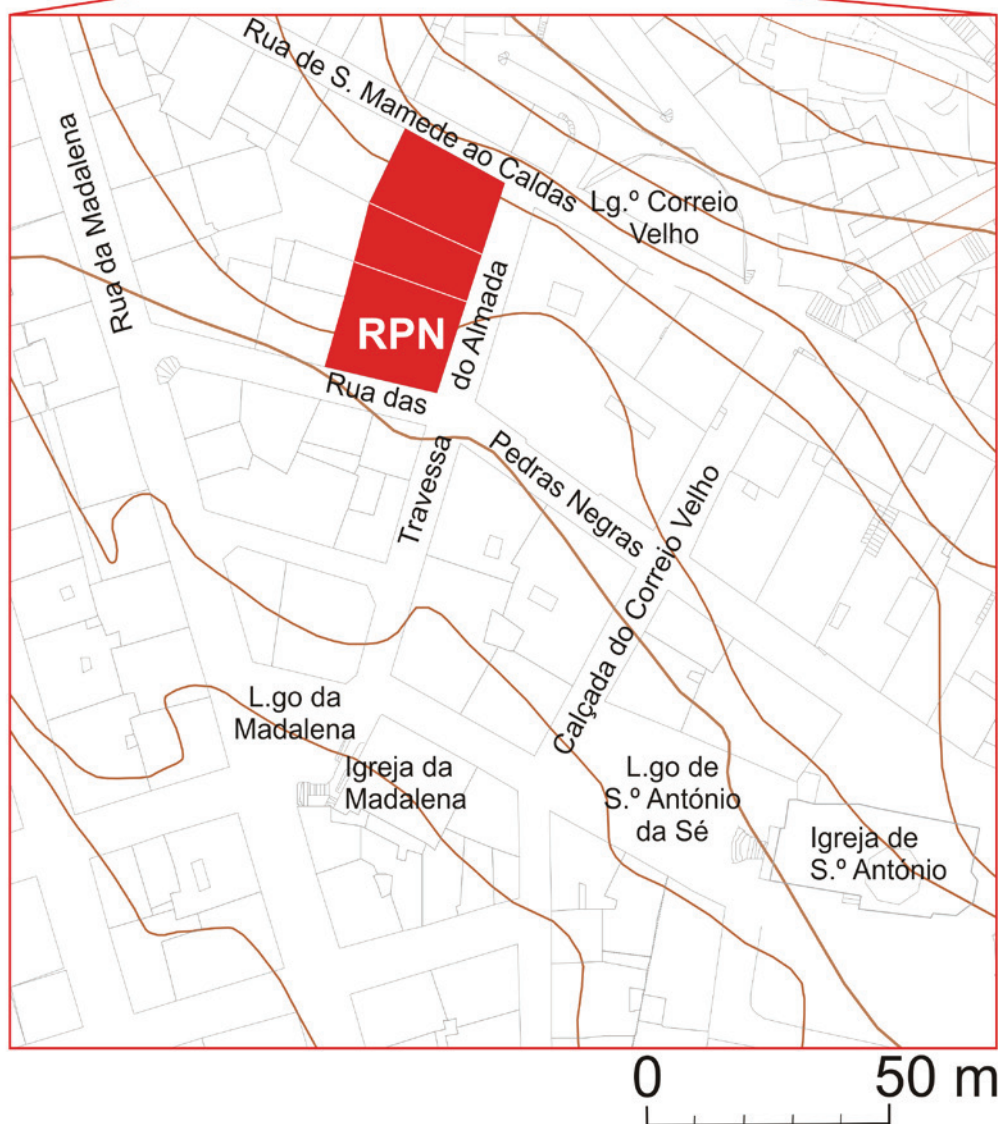 Rua de S. Mamede ao Caldas
Rua da Madalena
Lg.º Correio
Velho
RPN
Travessa do Almada
Rua das Pedras Negras
Calçada do Correio Velho
L.go da
Madalena
Igreja da
Madalena
L.go de
S.º António
da Sé
Igreja de
S.º António
0 50 m